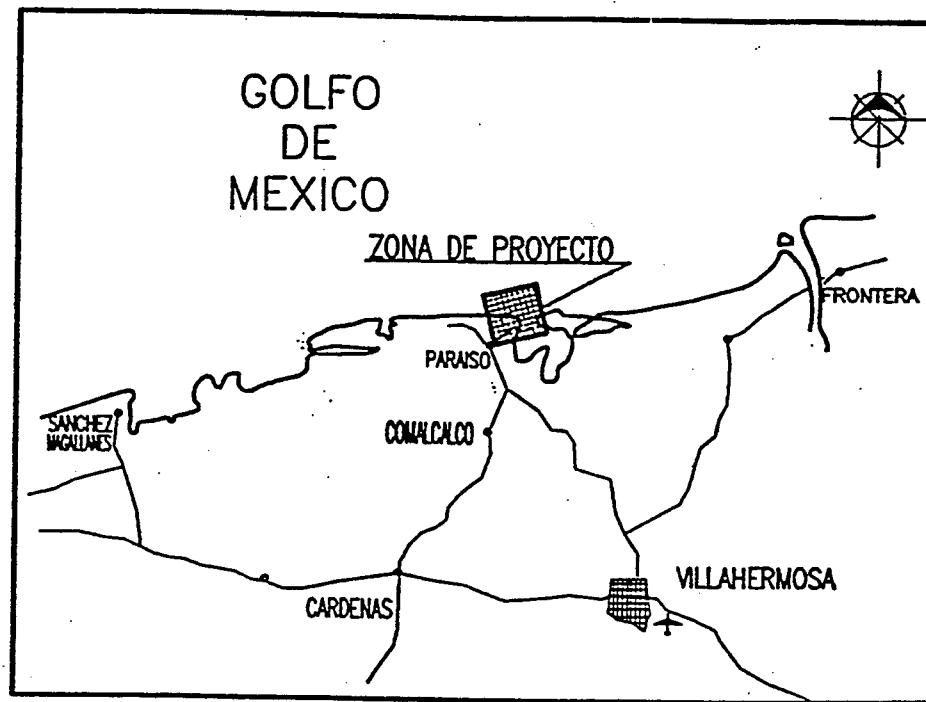 GOLFO
DE
MEXICO
ZONA DE PROYECTO
FRONTERA
PARAISO
SANCHEZ
MAGALLANES
COMALCALCO
VILLAHERMOSA
CARDENAS